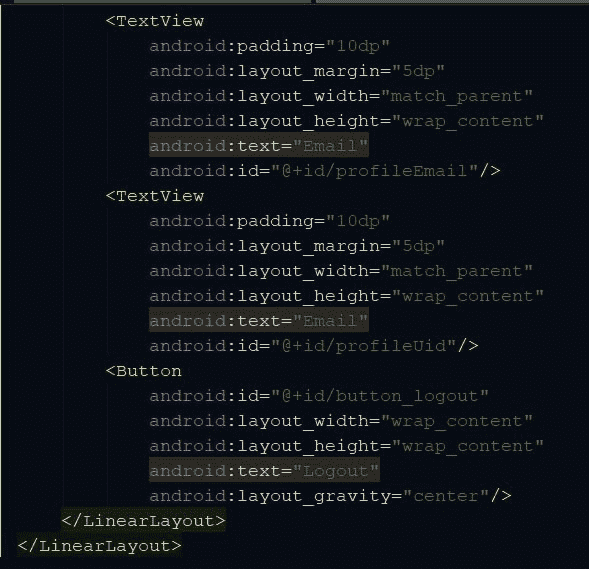 <TextView
android:padding="10dp"
android:layout_margin="5dp"
android:layout_width="match_parent"
android:layout_height="wrap_content"
android:text="Email"
android:id="@+id/profileEmail"/>
<TextView
android:padding="10dp"
android:layout_margin="5dp"
android:layout_width="match_parent"
android:layout_height="wrap_content"
android:text="Email"
android:id="@+id/profileUid"/>
<Button
android:id="@+id/button_logout"
android:layout_width="wrap_content"
android:layout_height="wrap_content"
android:text="Logout"
android:layout_gravity="center"/>
</LinearLayout>
</LinearLayout>